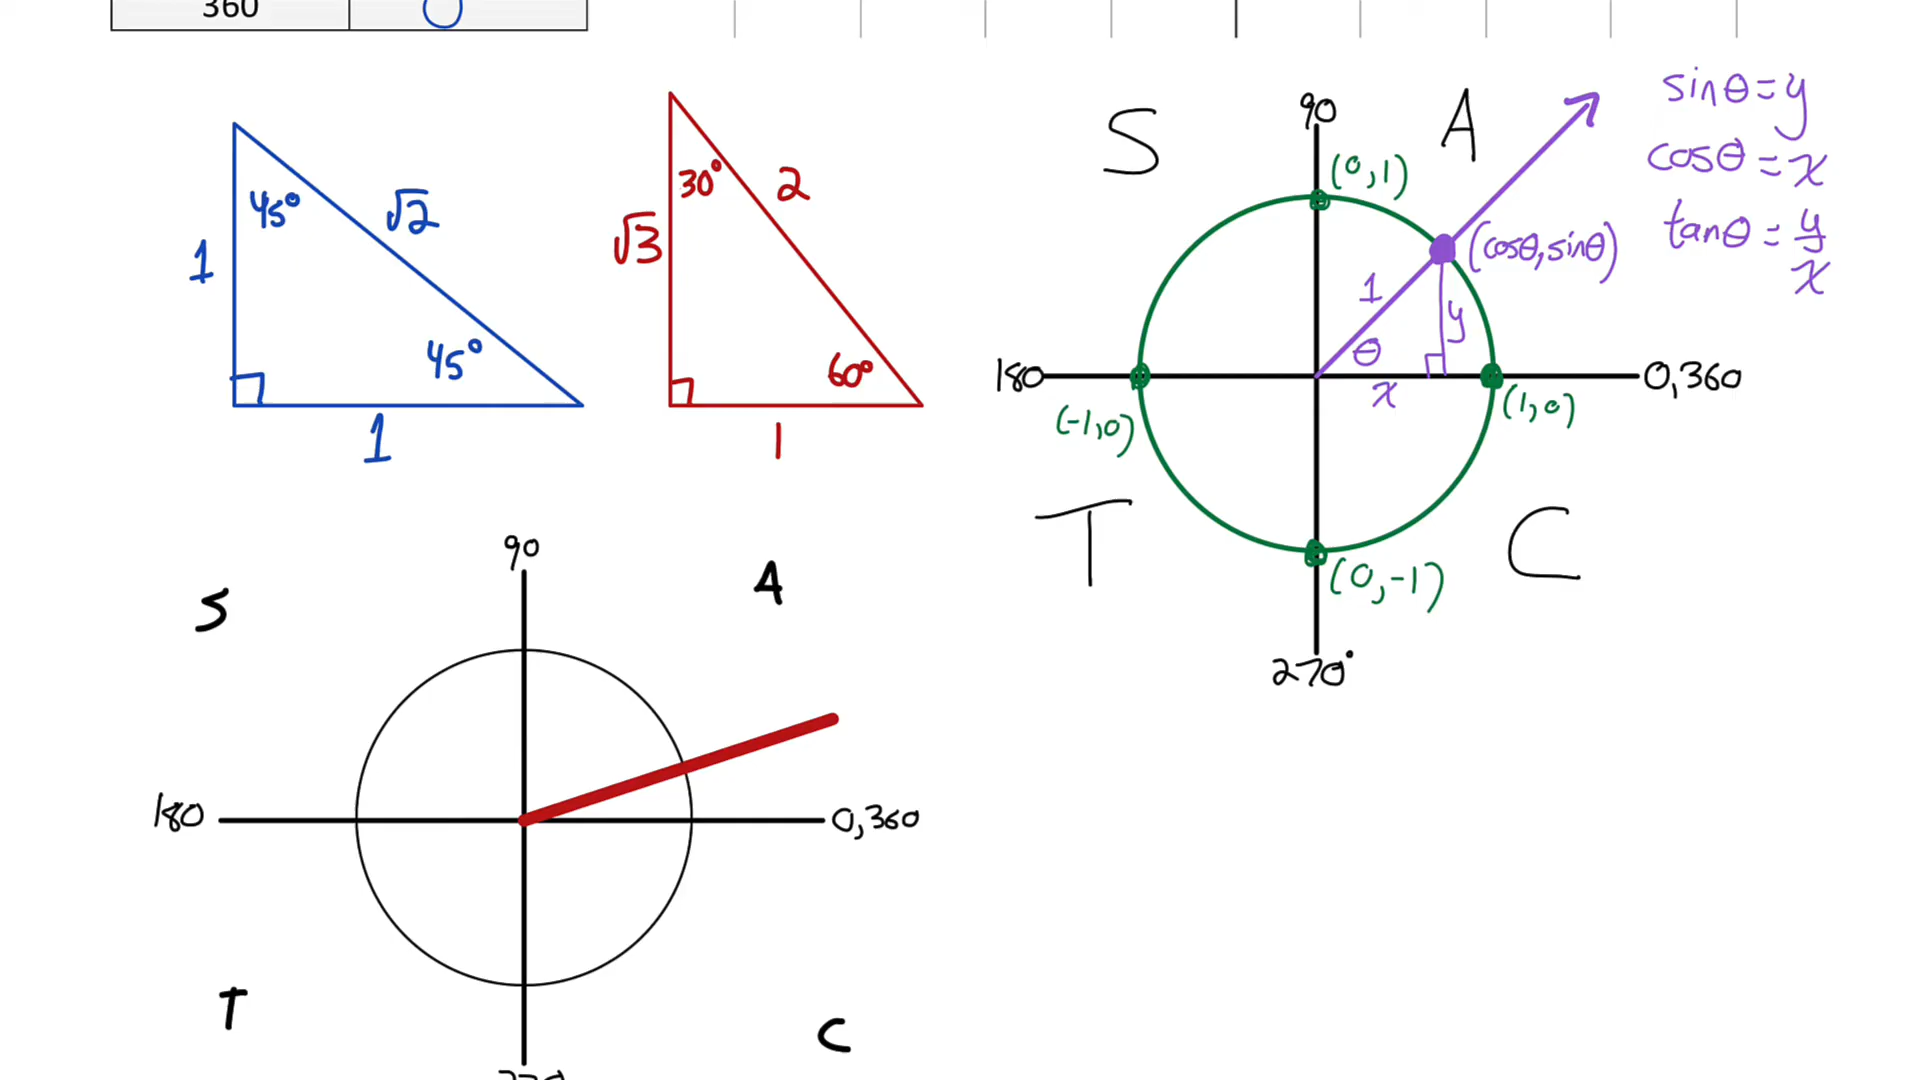 360 0
45°
√2
1
45°
1
30°
2
√3
60°
1
S
90
A
(0,1)
sinθ=y
cosθ=x
tanθ=y/x
(cosθ,sinθ)
1
y
θ
180
x
0,360
(-1,0)
(1,0)
T
C
(0,-1)
270°
90
S
A
180
0,360
T
C